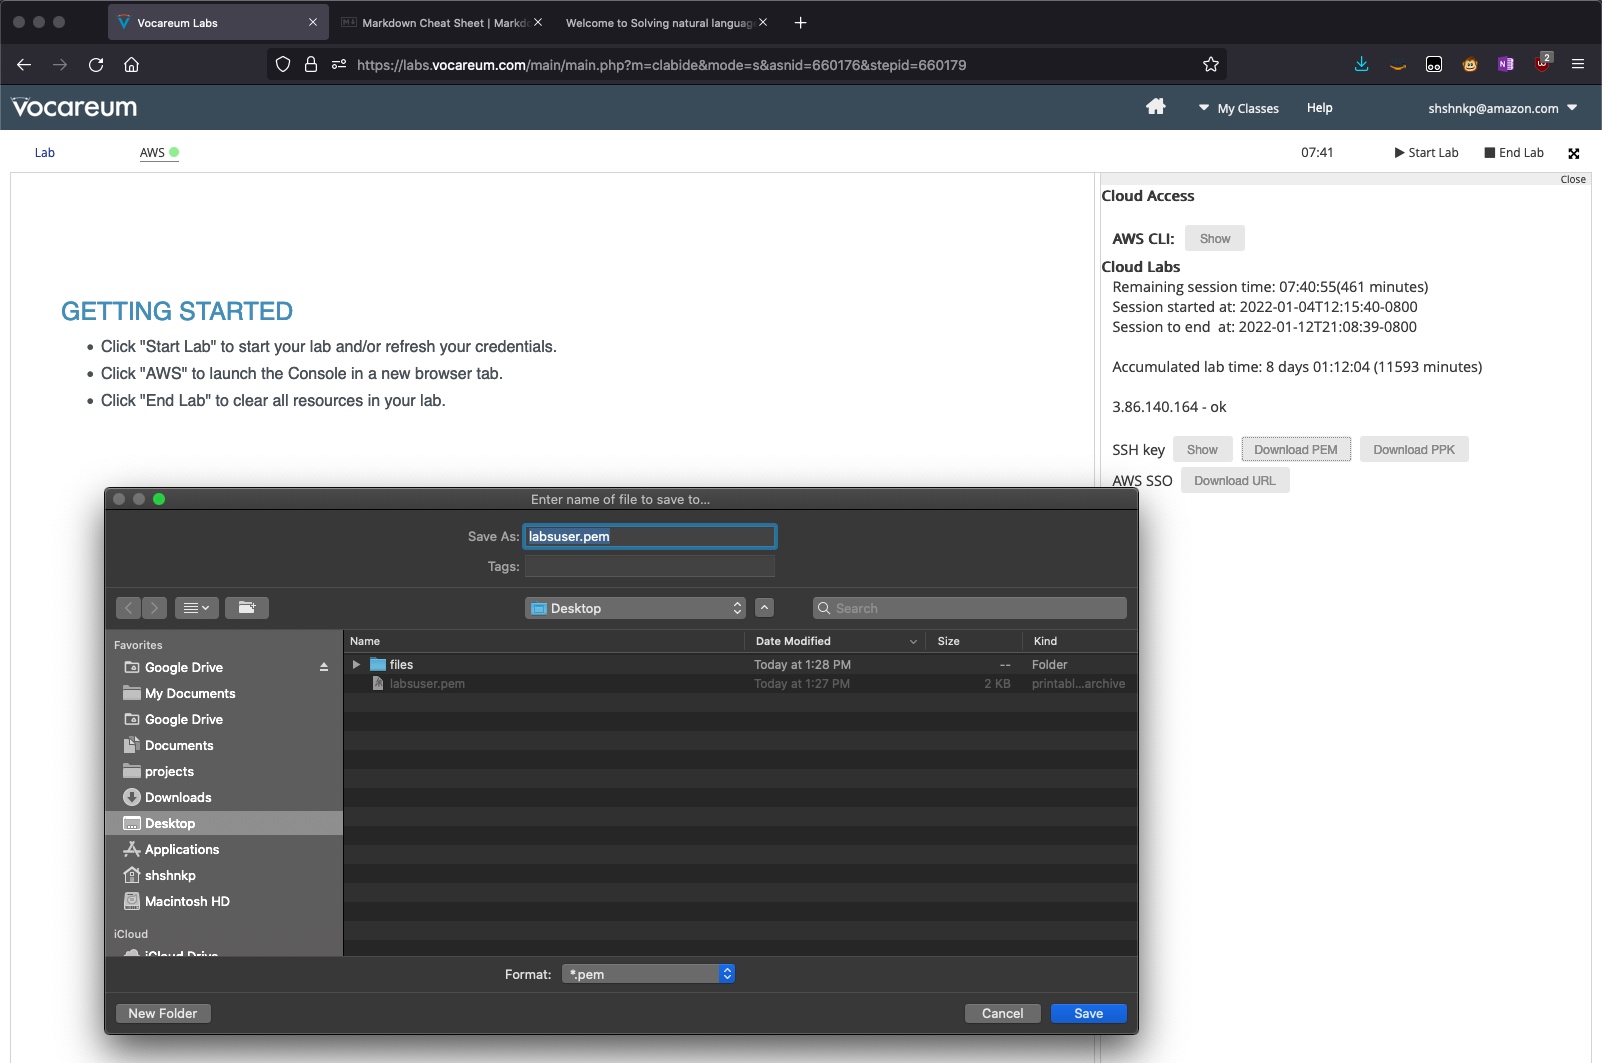 Vocareum Labs
Markdown Cheat Sheet | Markd
Welcome to Solving natural languag
https://labs.vocareum.com/main/main.php?m=clabide&mode=s&asnid=660176&stepid=660179
2
Vocareum
My Classes
Help
shshnkp@amazon.com
Lab
AWS
07:41
Start Lab
End Lab
Close
Cloud Access
AWS CLI:
Show
Cloud Labs
Remaining session time: 07:40:55(461 minutes)
Session started at: 2022-01-04T12:15:40-0800
Session to end at: 2022-01-12T21:08:39-0800
Accumulated lab time: 8 days 01:12:04 (11593 minutes)
3.86.140.164 - ok
SSH key
Show
Download PEM
Download PPK
AWS SSO
Download URL
GETTING STARTED
• Click "Start Lab" to start your lab and/or refresh your credentials.
• Click "AWS" to launch the Console in a new browser tab.
• Click "End Lab" to clear all resources in your lab.
Enter name of file to save to...
Save As: labsuser.pem
Tags:
Desktop
Search
Favorites
Google Drive
My Documents
Google Drive
Documents
projects
Downloads
Desktop
Applications
shshnkp
Macintosh HD
iCloud
iCloud Drive
Name Date Modified Size Kind
files Today at 1:28 PM -- Folder
labsuser.pem Today at 1:27 PM 2 KB printabl...archive
Format: *.pem
New Folder
Cancel
Save